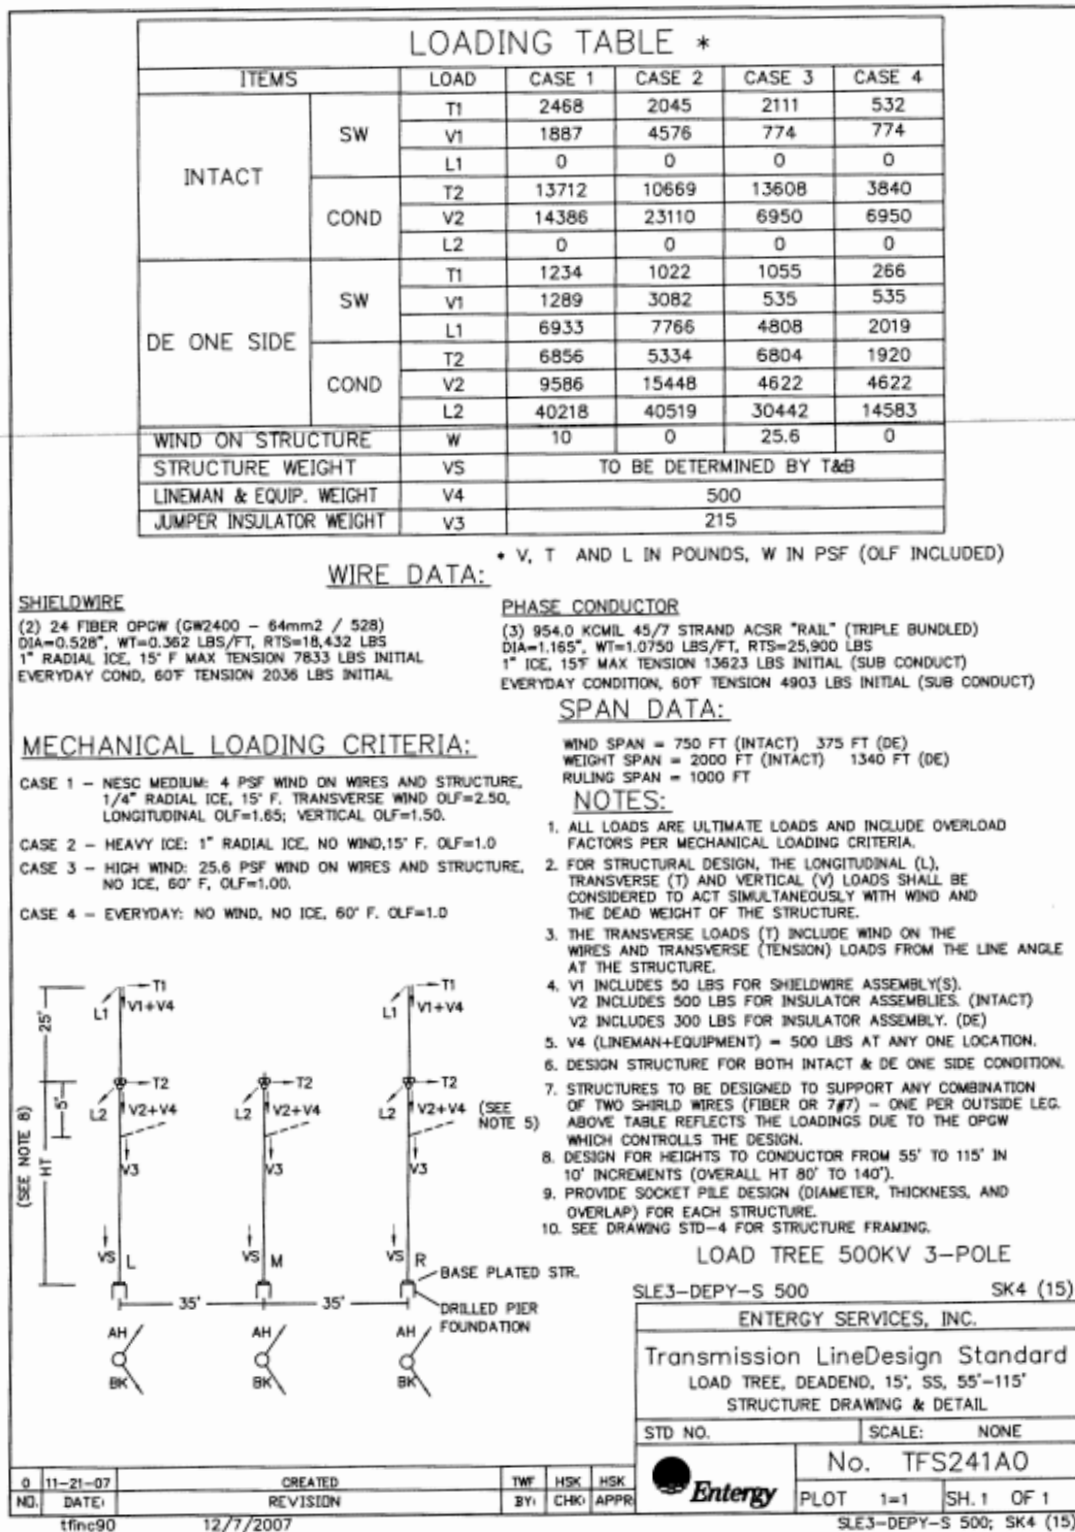 LOADING TABLE *
ITEMS LOAD CASE 1 CASE 2 CASE 3 CASE 4
INTACT SW T1 2468 2045 2111 532
V1 1887 4576 774 774
L1 0 0 0 0
COND T2 13712 10669 13608 3840
V2 14386 23110 6950 6950
L2 0 0 0 0
DE ONE SIDE SW T1 1234 1022 1055 266
V1 1289 3082 535 535
L1 6933 7766 4808 2019
COND T2 6856 5334 6804 1920
V2 9586 15448 4622 4622
L2 40218 40519 30442 14583
WIND ON STRUCTURE W 10 0 25.6 0
STRUCTURE WEIGHT VS TO BE DETERMINED BY T&B
LINEMAN & EQUIP. WEIGHT V4 500
JUMPER INSULATOR WEIGHT V3 215
* V, T AND L IN POUNDS, W IN PSF (OLF INCLUDED)
WIRE DATA:
SHIELDWIRE
(2) 24 FIBER OPGW (GW2400 - 64mm2 / 528)
DIA=0.528", WT=0.362 LBS/FT, RTS=18,432 LBS
1" RADIAL ICE, 15° F MAX TENSION 7833 LBS INITIAL
EVERYDAY COND, 60°F TENSION 2036 LBS INITIAL
PHASE CONDUCTOR
(3) 954.0 KCMIL 45/7 STRAND ACSR "RAIL" (TRIPLE BUNDLED)
DIA=1.165", WT=1.0750 LBS/FT, RTS=25,900 LBS
1" ICE, 15°F MAX TENSION 13623 LBS INITIAL (SUB CONDUCT)
EVERYDAY CONDITION, 60°F TENSION 4903 LBS INITIAL (SUB CONDUCT)
SPAN DATA:
WIND SPAN = 750 FT (INTACT) 375 FT (DE)
WEIGHT SPAN = 2000 FT (INTACT) 1340 FT (DE)
RULING SPAN = 1000 FT
MECHANICAL LOADING CRITERIA:
CASE 1 - NESC MEDIUM: 4 PSF WIND ON WIRES AND STRUCTURE,
1/4" RADIAL ICE, 15° F. TRANSVERSE WIND OLF=2.50,
LONGITUDINAL OLF=1.65; VERTICAL OLF=1.50.
CASE 2 - HEAVY ICE: 1" RADIAL ICE, NO WIND,15° F. OLF=1.0
CASE 3 - HIGH WIND: 25.6 PSF WIND ON WIRES AND STRUCTURE,
NO ICE, 60° F, OLF=1.00.
CASE 4 - EVERYDAY: NO WIND, NO ICE, 60° F. OLF=1.0
NOTES:
1. ALL LOADS ARE ULTIMATE LOADS AND INCLUDE OVERLOAD
FACTORS PER MECHANICAL LOADING CRITERIA.
2. FOR STRUCTURAL DESIGN, THE LONGITUDINAL (L),
TRANSVERSE (T) AND VERTICAL (V) LOADS SHALL BE
CONSIDERED TO ACT SIMULTANEOUSLY WITH WIND AND
THE DEAD WEIGHT OF THE STRUCTURE.
3. THE TRANSVERSE LOADS (T) INCLUDE WIND ON THE
WIRES AND TRANSVERSE (TENSION) LOADS FROM THE LINE ANGLE
AT THE STRUCTURE.
4. V1 INCLUDES 50 LBS FOR SHIELDWIRE ASSEMBLY(S).
V2 INCLUDES 500 LBS FOR INSULATOR ASSEMBLIES. (INTACT)
V2 INCLUDES 300 LBS FOR INSULATOR ASSEMBLY. (DE)
5. V4 (LINEMAN+EQUIPMENT) = 500 LBS AT ANY ONE LOCATION.
6. DESIGN STRUCTURE FOR BOTH INTACT & DE ONE SIDE CONDITION.
7. STRUCTURES TO BE DESIGNED TO SUPPORT ANY COMBINATION
OF TWO SHIRLD WIRES (FIBER OR 7#7) - ONE PER OUTSIDE LEG.
ABOVE TABLE REFLECTS THE LOADINGS DUE TO THE OPGW
WHICH CONTROLLS THE DESIGN.
8. DESIGN FOR HEIGHTS TO CONDUCTOR FROM 55' TO 115' IN
10' INCREMENTS (OVERALL HT 80' TO 140').
9. PROVIDE SOCKET PILE DESIGN (DIAMETER, THICKNESS, AND
OVERLAP) FOR EACH STRUCTURE.
10. SEE DRAWING STD-4 FOR STRUCTURE FRAMING.
T1 T1
L1 V1+V4 L1 V1+V4
25'
T2 T2 T2
L2 V2+V4 L2 V2+V4 L2 V2+V4 (SEE
NOTE 5)
5'
(SEE NOTE 8)
HT
V3 V3 V3
VS L VS M VS R
BASE PLATED STR.
35' 35'
DRILLED PIER
FOUNDATION
AH AH AH
BK BK BK
LOAD TREE 500KV 3-POLE
SLE3-DEPY-S 500 SK4 (15)
ENTERGY SERVICES, INC.
Transmission LineDesign Standard
LOAD TREE, DEADEND, 15°, SS, 55'-115'
STRUCTURE DRAWING & DETAIL
STD NO. SCALE: NONE
Entergy
No. TFS241A0
PLOT 1=1 SH. 1 OF 1
0 11-21-07 CREATED TWF HSK HSK
NO. DATE: REVISION BY: CHK: APPR
tfinc90 12/7/2007 SLE3-DEPY-S 500; SK4 (15)